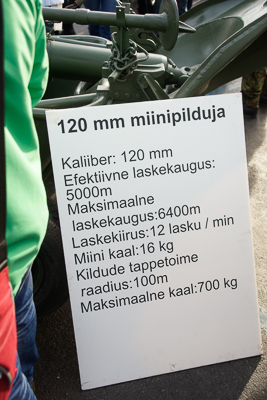 120 mm miinipilduja
Kaliiber: 120 mm
Efektiivne laskekaugus:
5000m
Maksimaalne
laskekaugus:6400m
Laskekiirus:12 lasku / min
Miini kaal:16 kg
Kildude tappetoime
raadius:100m
Maksimaalne kaal:700 kg